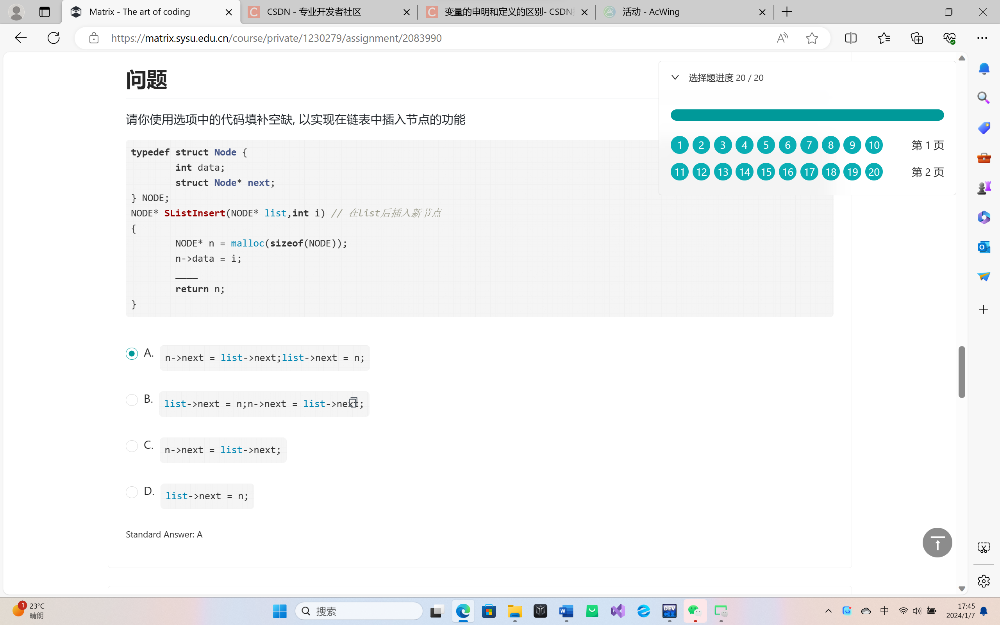 Matrix - The art of coding
CSDN - 专业开发者社区
变量的申明和定义的区别- CSDN
活动 - AcWing
https://matrix.sysu.edu.cn/course/private/1230279/assignment/2083990
问题
选择题进度 20 / 20
1 2 3 4 5 6 7 8 9 10 第 1 页
11 12 13 14 15 16 17 18 19 20 第 2 页
请你使用选项中的代码填补空缺, 以实现在链表中插入节点的功能
typedef struct Node {
int data;
struct Node* next;
} NODE;
NODE* SListInsert(NODE* list,int i) // 在list后插入新节点
{
NODE* n = malloc(sizeof(NODE));
n->data = i;
____
return n;
}
A. n->next = list->next;list->next = n;
B. list->next = n;n->next = list->next;
C. n->next = list->next;
D. list->next = n;
Standard Answer: A
1
23°C
晴朗
搜索
DEV
C++
中
17:45
2024/1/7